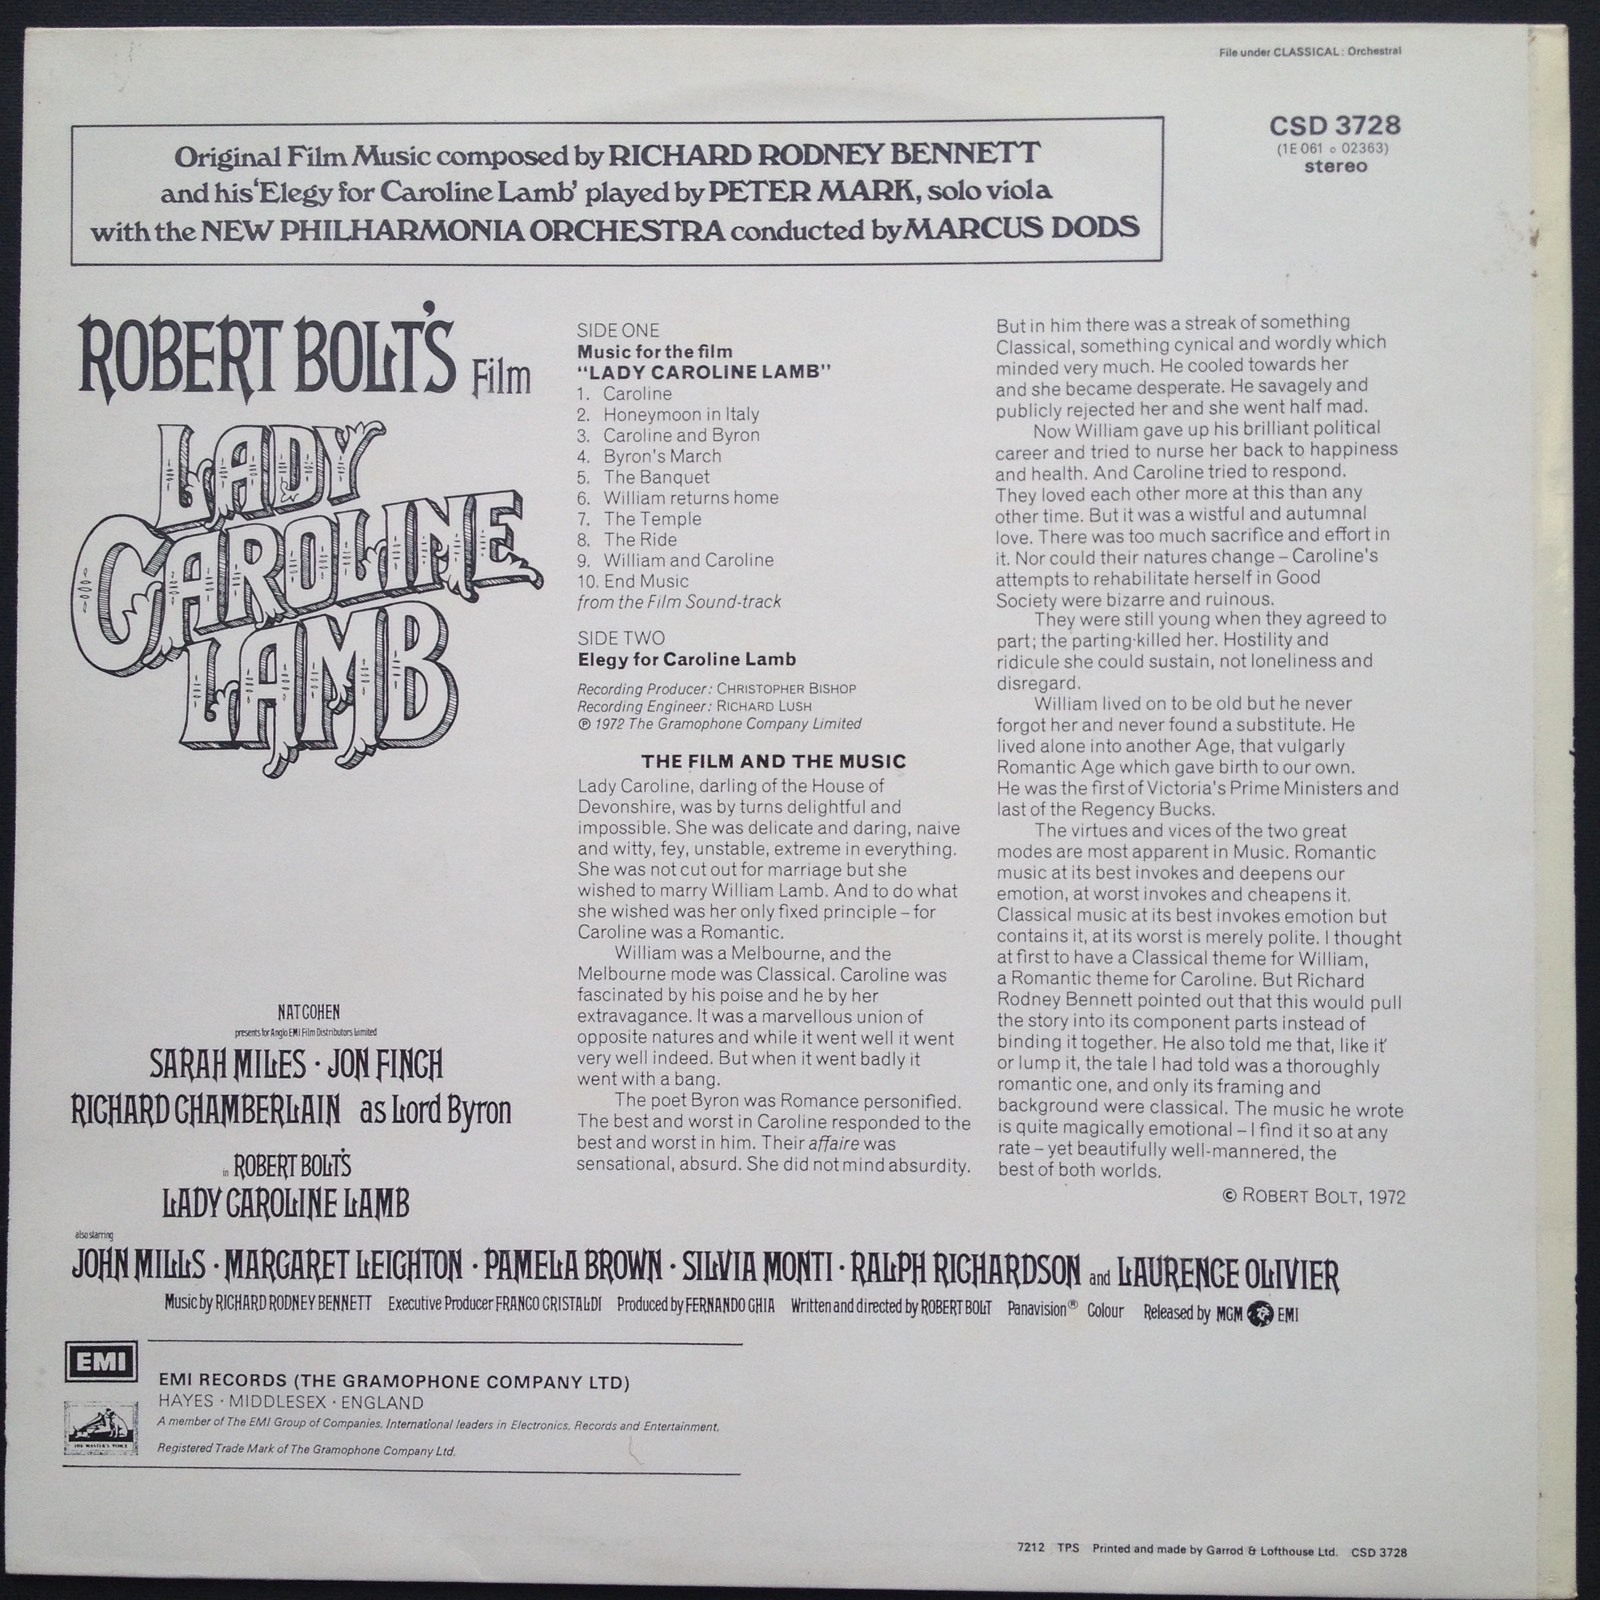 File under CLASSICAL: Orchestral
CSD 3728
(1E 061 o 02363)
stereo
Original Film Music composed by RICHARD RODNEY BENNETT
and his 'Elegy for Caroline Lamb' played by PETER MARK, solo viola
with the NEW PHILHARMONIA ORCHESTRA conducted by MARCUS DODS
ROBERT BOLT'S Film
LADY
CAROLINE
LAMB
NAT COHEN
presents for Anglo EMI Film Distributors Limited
SARAH MILES · JON FINCH
RICHARD CHAMBERLAIN as Lord Byron
in ROBERT BOLT'S
LADY CAROLINE LAMB
SIDE ONE
Music for the film
"LADY CAROLINE LAMB"
1. Caroline
2. Honeymoon in Italy
3. Caroline and Byron
4. Byron's March
5. The Banquet
6. William returns home
7. The Temple
8. The Ride
9. William and Caroline
10. End Music
from the Film Sound-track
SIDE TWO
Elegy for Caroline Lamb
Recording Producer: CHRISTOPHER BISHOP
Recording Engineer: RICHARD LUSH
℗ 1972 The Gramophone Company Limited
THE FILM AND THE MUSIC
Lady Caroline, darling of the House of
Devonshire, was by turns delightful and
impossible. She was delicate and daring, naive
and witty, fey, unstable, extreme in everything.
She was not cut out for marriage but she
wished to marry William Lamb. And to do what
she wished was her only fixed principle – for
Caroline was a Romantic.
William was a Melbourne, and the
Melbourne mode was Classical. Caroline was
fascinated by his poise and he by her
extravagance. It was a marvellous union of
opposite natures and while it went well it went
very well indeed. But when it went badly it
went with a bang.
The poet Byron was Romance personified.
The best and worst in Caroline responded to the
best and worst in him. Their affaire was
sensational, absurd. She did not mind absurdity.
But in him there was a streak of something
Classical, something cynical and wordly which
minded very much. He cooled towards her
and she became desperate. He savagely and
publicly rejected her and she went half mad.
Now William gave up his brilliant political
career and tried to nurse her back to happiness
and health. And Caroline tried to respond.
They loved each other more at this than any
other time. But it was a wistful and autumnal
love. There was too much sacrifice and effort in
it. Nor could their natures change – Caroline's
attempts to rehabilitate herself in Good
Society were bizarre and ruinous.
They were still young when they agreed to
part; the parting killed her. Hostility and
ridicule she could sustain, not loneliness and
disregard.
William lived on to be old but he never
forgot her and never found a substitute. He
lived alone into another Age, that vulgarly
Romantic Age which gave birth to our own.
He was the first of Victoria's Prime Ministers and
last of the Regency Bucks.
The virtues and vices of the two great
modes are most apparent in Music. Romantic
music at its best invokes and deepens our
emotion, at worst invokes and cheapens it.
Classical music at its best invokes emotion but
contains it, at its worst is merely polite. I thought
at first to have a Classical theme for William,
a Romantic theme for Caroline. But Richard
Rodney Bennett pointed out that this would pull
the story into its component parts instead of
binding it together. He also told me that, like it
or lump it, the tale I had told was a thoroughly
romantic one, and only its framing and
background were classical. The music he wrote
is quite magically emotional – I find it so at any
rate – yet beautifully well-mannered, the
best of both worlds.
© ROBERT BOLT, 1972
also starring
JOHN MILLS · MARGARET LEIGHTON · PAMELA BROWN · SILVIA MONTI · RALPH RICHARDSON and LAURENCE OLIVIER
Music by RICHARD RODNEY BENNETT Executive Producer FRANCO CRISTALDI Produced by FERNANDO GHIA Written and directed by ROBERT BOLT Panavision® Colour Released by MGM EMI
EMI
EMI RECORDS (THE GRAMOPHONE COMPANY LTD)
HAYES · MIDDLESEX · ENGLAND
A member of The EMI Group of Companies. International leaders in Electronics, Records and Entertainment.
HIS MASTER'S VOICE
Registered Trade Mark of The Gramophone Company Ltd.
7212 TPS Printed and made by Garrod & Lofthouse Ltd. CSD 3728